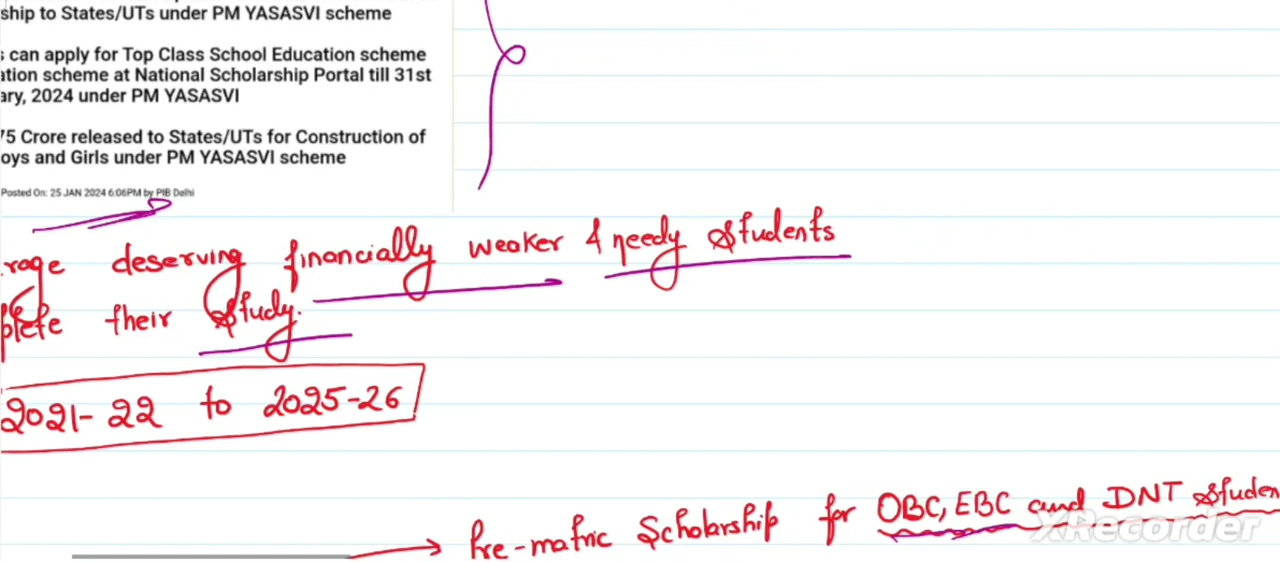 ship to States/UTs under PM YASASVI scheme
can apply for Top Class School Education scheme
ation scheme at National Scholarship Portal till 31st
ary, 2024 under PM YASASVI
75 Crore released to States/UTs for Construction of
oys and Girls under PM YASASVI scheme
Posted On: 25 JAN 2024 6:06PM by PIB Delhi
rage deserving financially weaker & needy students
plete their study.
2021-22 to 2025-26
Pre-matric Scholarship for OBC, EBC and DNT Studen
XRecorder